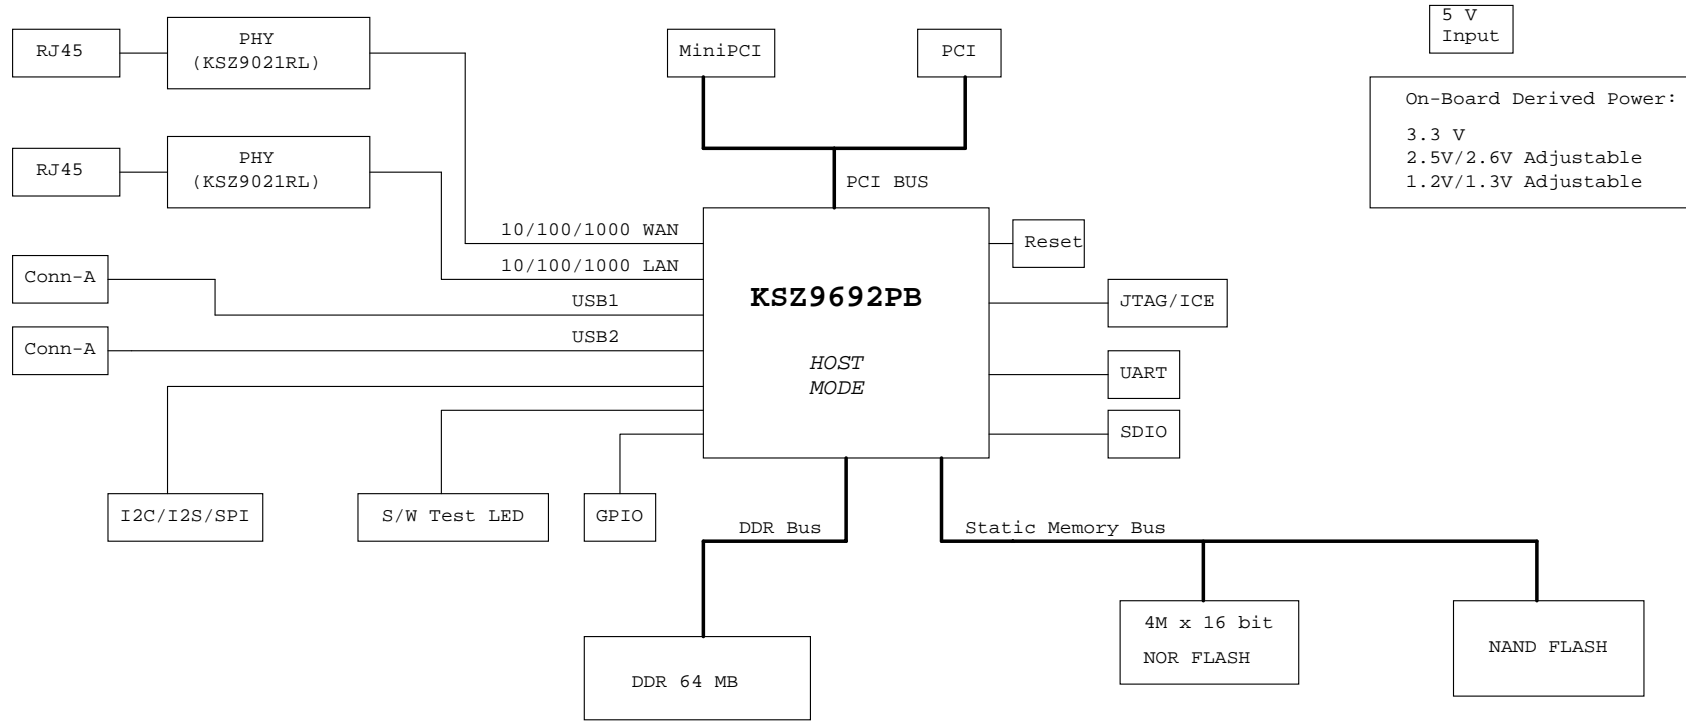 RJ45
PHY
(KSZ9021RL)
MiniPCI
PCI
5 V
Input
On-Board Derived Power:
3.3 V
2.5V/2.6V Adjustable
1.2V/1.3V Adjustable
RJ45
PHY
(KSZ9021RL)
PCI BUS
10/100/1000 WAN
10/100/1000 LAN
Conn-A
USB1
Conn-A
USB2
KSZ9692PB
HOST
MODE
Reset
JTAG/ICE
UART
SDIO
I2C/I2S/SPI
S/W Test LED
GPIO
DDR Bus
Static Memory Bus
DDR 64 MB
4M x 16 bit
NOR FLASH
NAND FLASH